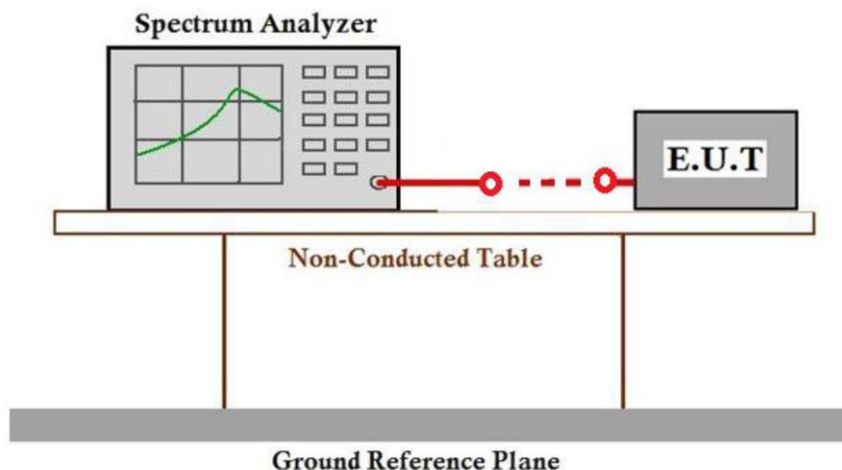 Spectrum Analyzer
E.U.T
Non-Conducted Table
Ground Reference Plane